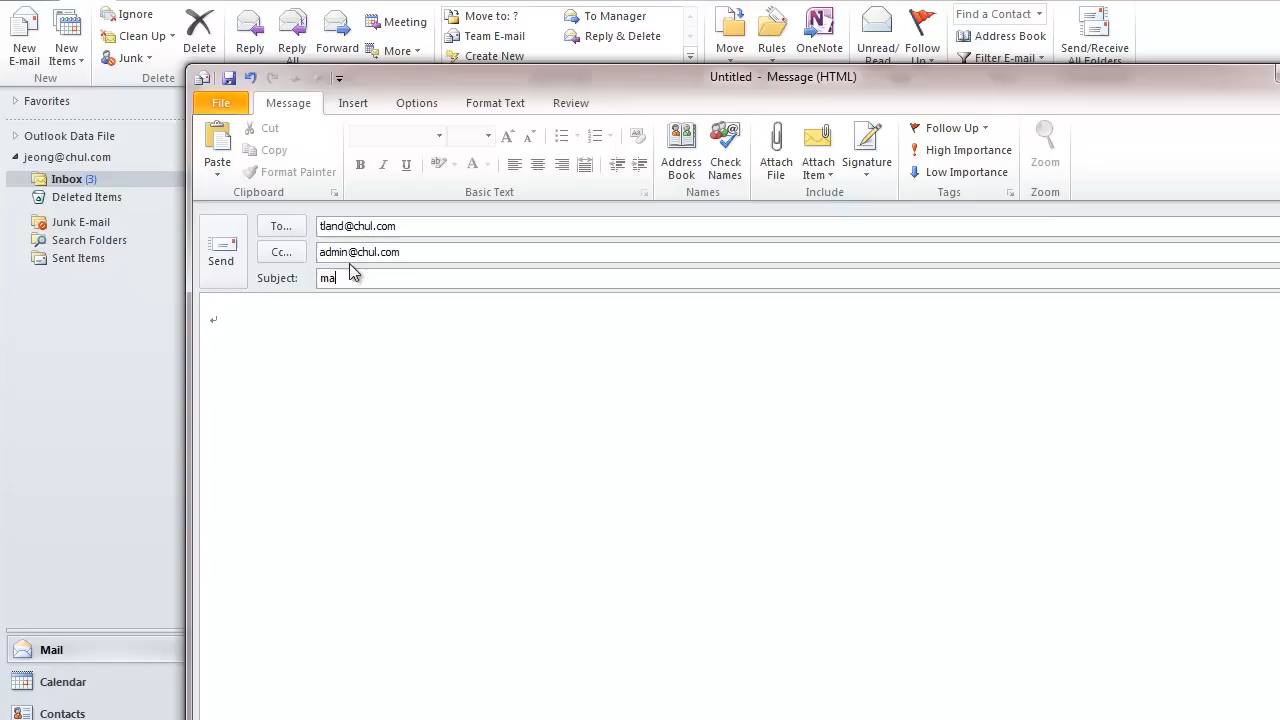 Ignore
Move to: ?
To Manager
Find a Contact
Meeting
Clean Up
Team E-mail
Reply & Delete
Address Book
New E-mail
New Items
Delete
Reply
Reply All
Forward
Move
Rules
OneNote
Unread/ Read
Follow Up
Send/Receive All Folders
Junk
More
Create New
Filter E-mail
New
Delete
Untitled - Message (HTML)
Favorites
File
Message
Insert
Options
Format Text
Review
Outlook Data File
Cut
Follow Up
Copy
High Importance
jeong@chul.com
Paste
Format Painter
B I U
Address Book
Check Names
Attach File
Attach Item
Signature
Low Importance
Zoom
Inbox (3)
Clipboard
Basic Text
Names
Include
Tags
Zoom
Deleted Items
Junk E-mail
To...
tland@chul.com
Search Folders
Send
Cc...
admin@chul.com
Sent Items
Subject:
ma
Mail
Calendar
Contacts